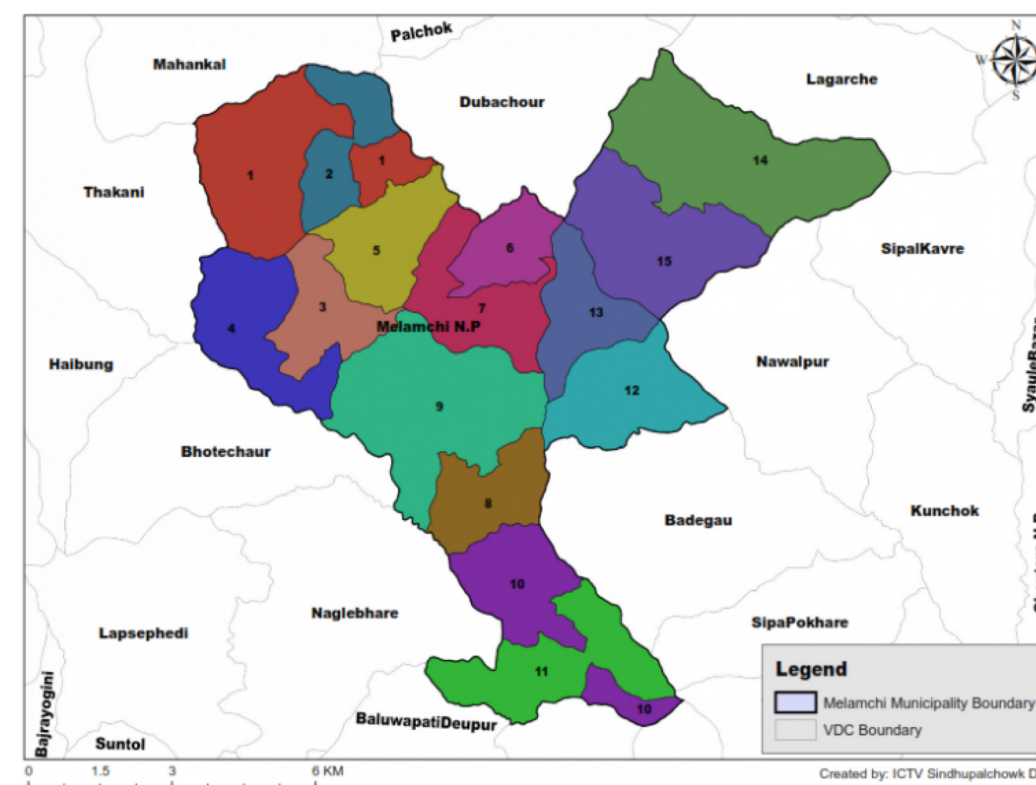 Palchok
N
Mahankal
W
S
Lagarche
Dubachour
14
1
1
2
Thakani
6
5
SipalKavre
15
3
7
13
4
Melamchi N.P
Haibung
Nawalpur
12
9
Bhotechaur
8
Kunchok
Badegau
10
Naglebhare
SipaPokhare
Lapsephedi
11
Legend
Melamchi Municipality Boundary
VDC Boundary
10
Bajrayogini
BaluwapatiDeupur
Suntol
0 1.5 3 6 KM
Created by: ICTV Sindhupalchowk D